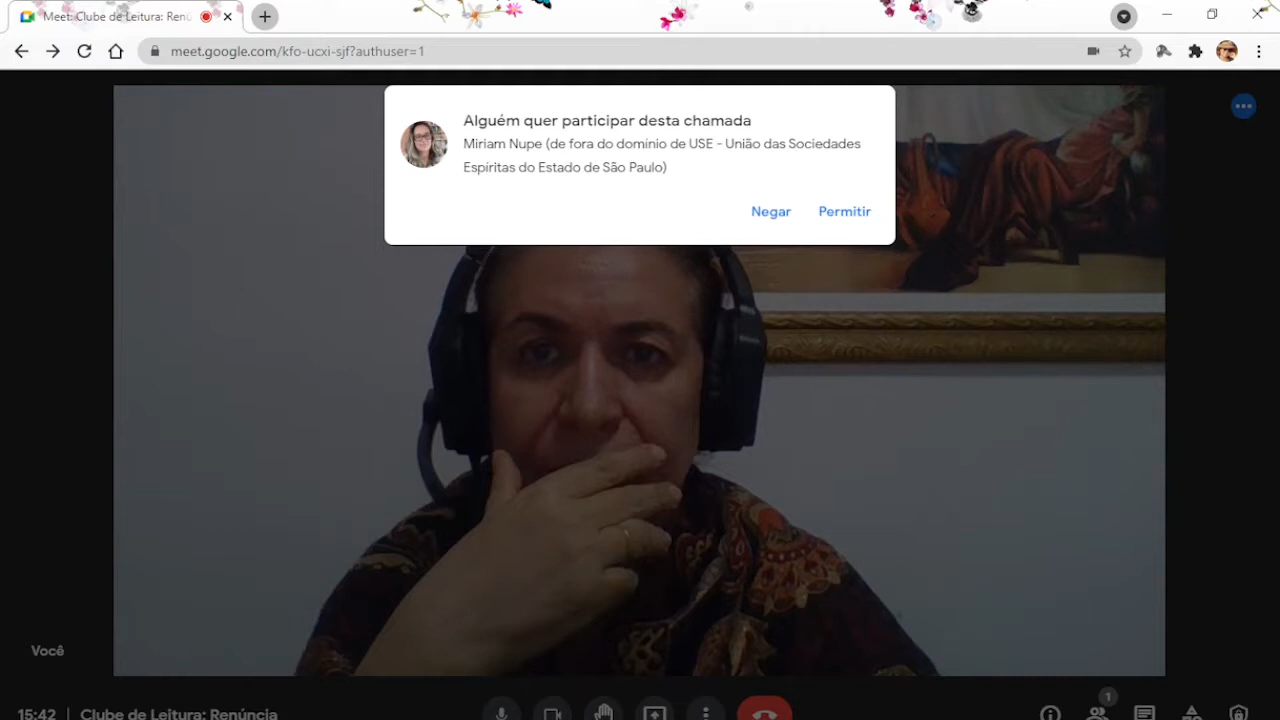 Meet: Clube de Leitura: Renú
meet.google.com/kfo-ucxi-sjf?authuser=1
Alguém quer participar desta chamada
Miriam Nupe (de fora do domínio de USE - União das Sociedades
Espíritas do Estado de São Paulo)
Negar
Permitir
Você
1
15:42 | Clube de Leitura: Renúncia